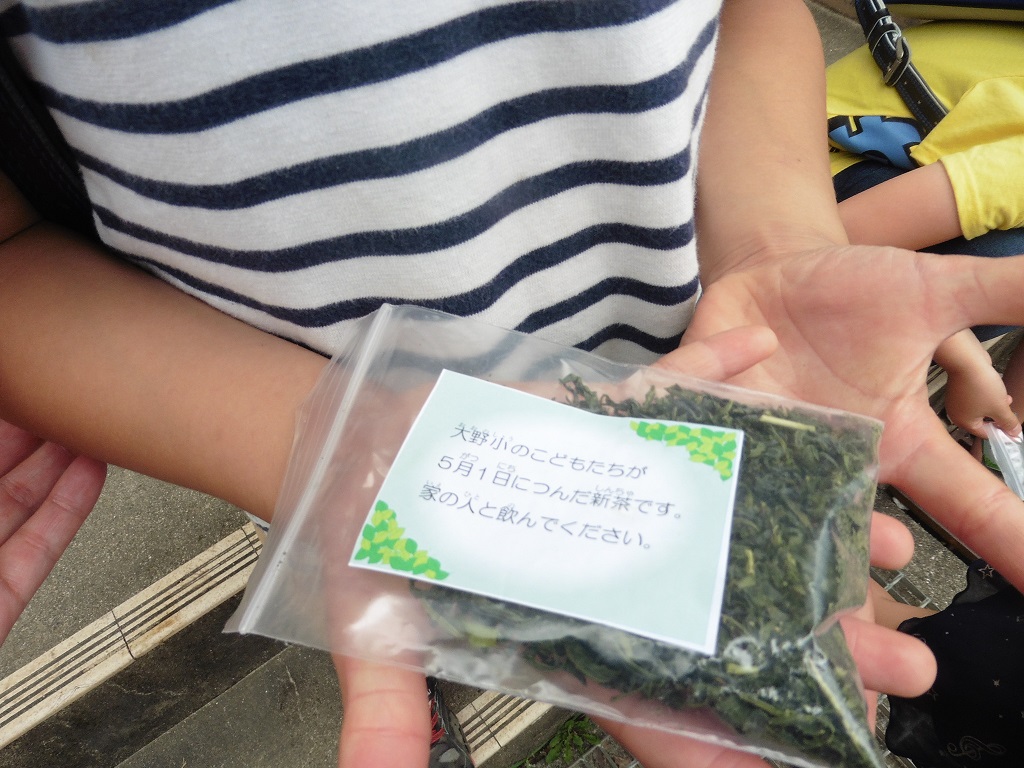 大野小のこどもたちが
5月1日につんだ新茶です。
家の人と飲んでください。